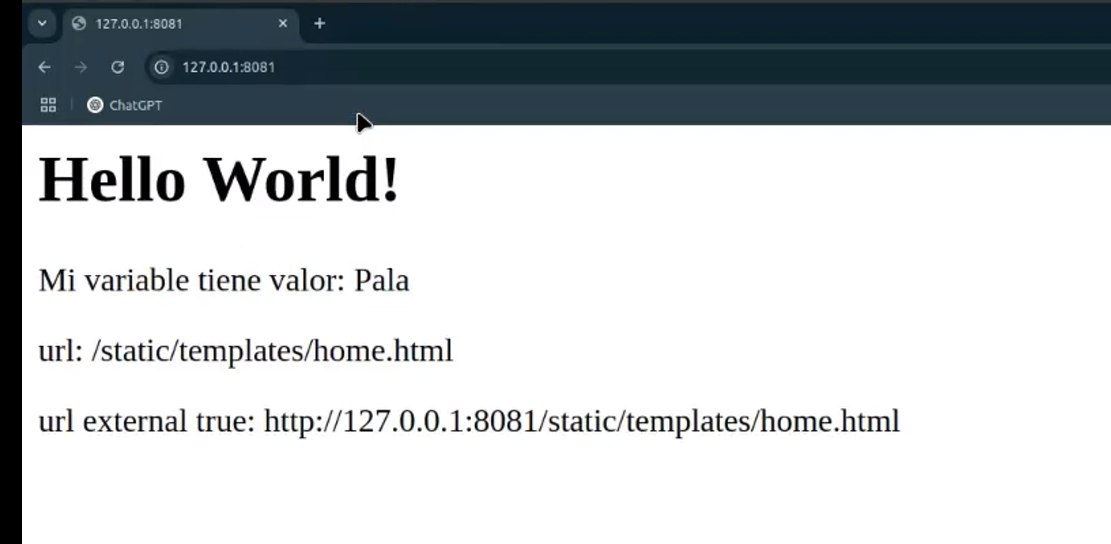 127.0.0.1:8081
127.0.0.1:8081
ChatGPT
Hello World!
Mi variable tiene valor: Pala
url: /static/templates/home.html
url external true: http://127.0.0.1:8081/static/templates/home.html